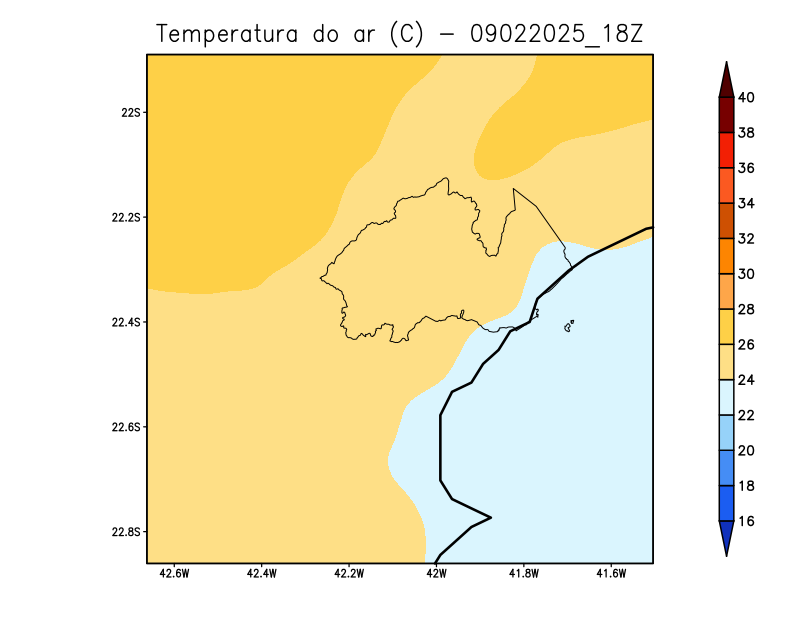 Temperatura do ar (C) - 09022025_18Z
22S
22.2S
22.4S
22.6S
22.8S
42.6W
42.4W
42.2W
42W
41.8W
41.6W
40
38
36
34
32
30
28
26
24
22
20
18
16